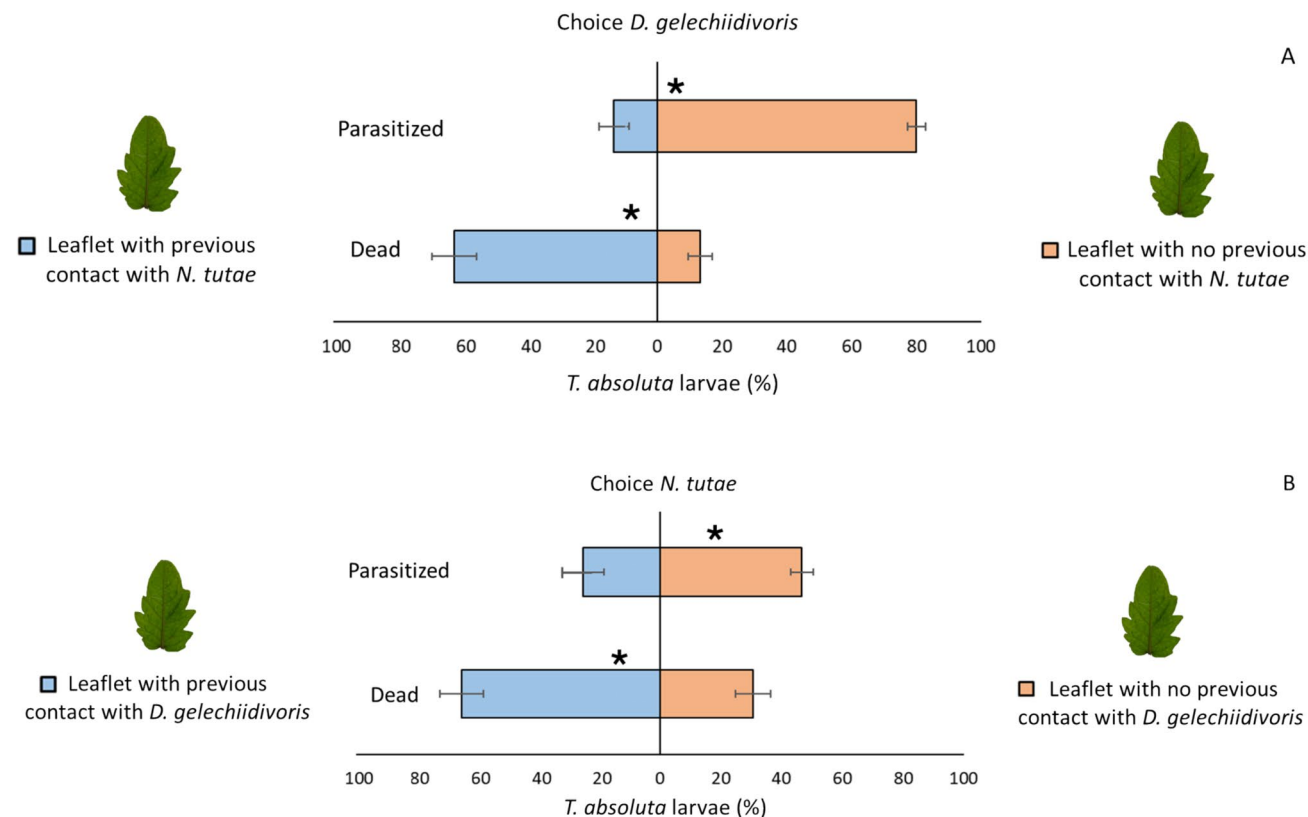 Choice D. gelechiidivoris
A
*
Parasitized
*
Dead
Leaflet with previous
contact with N. tutae
Leaflet with no previous
contact with N. tutae
100 80 60 40 20 0 20 40 60 80 100
T. absoluta larvae (%)
Choice N. tutae
B
*
Parasitized
*
Dead
Leaflet with previous
contact with D. gelechiidivoris
Leaflet with no previous
contact with D. gelechiidivoris
100 80 60 40 20 0 20 40 60 80 100
T. absoluta larvae (%)